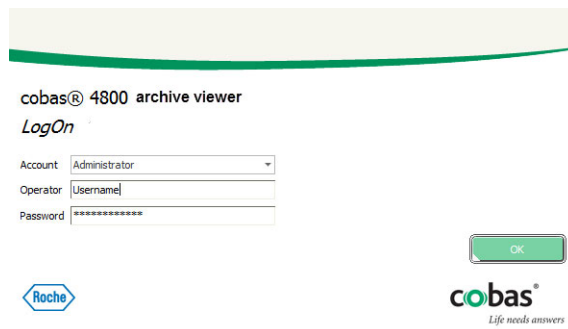 cobas® 4800 archive viewer
LogOn
Account Administrator
Operator Username
Password ************
OK
Roche
cobas®
Life needs answers